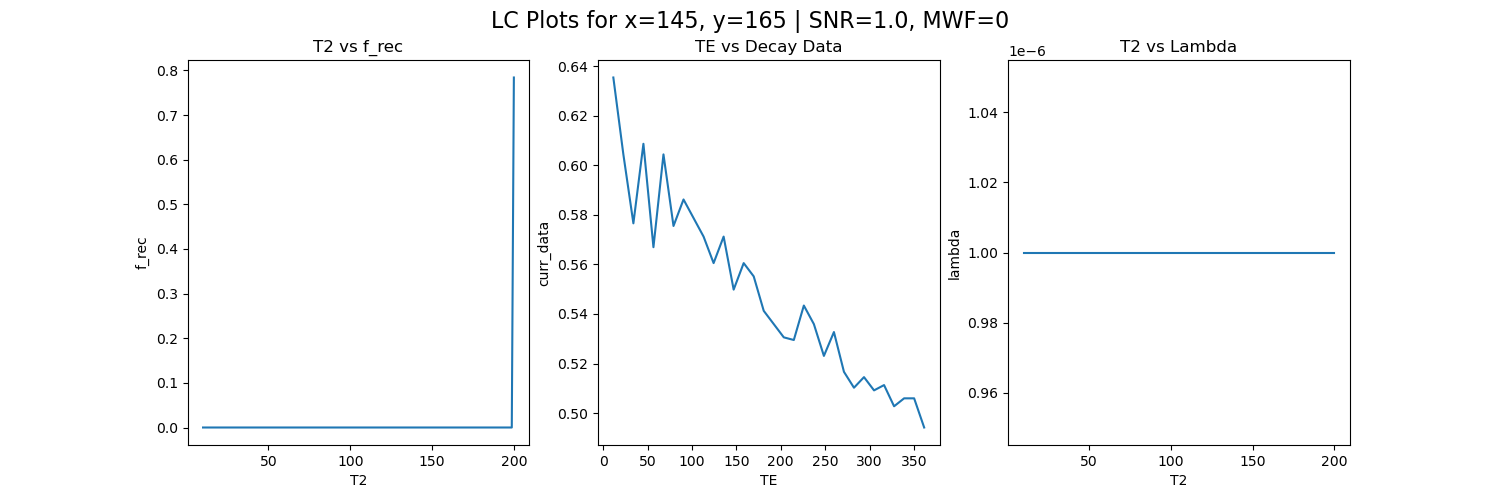 LC Plots for x=145, y=165 | SNR=1.0, MWF=0
T2 vs f_rec
0.8
0.7
0.6
0.5
0.4
0.3
0.2
0.1
0.0
f_rec
50 100 150 200
T2
TE vs Decay Data
0.64
0.62
0.60
0.58
0.56
0.54
0.52
0.50
curr_data
0 50 100 150 200 250 300 350
TE
T2 vs Lambda
1e−6
1.04
1.02
1.00
0.98
0.96
lambda
50 100 150 200
T2